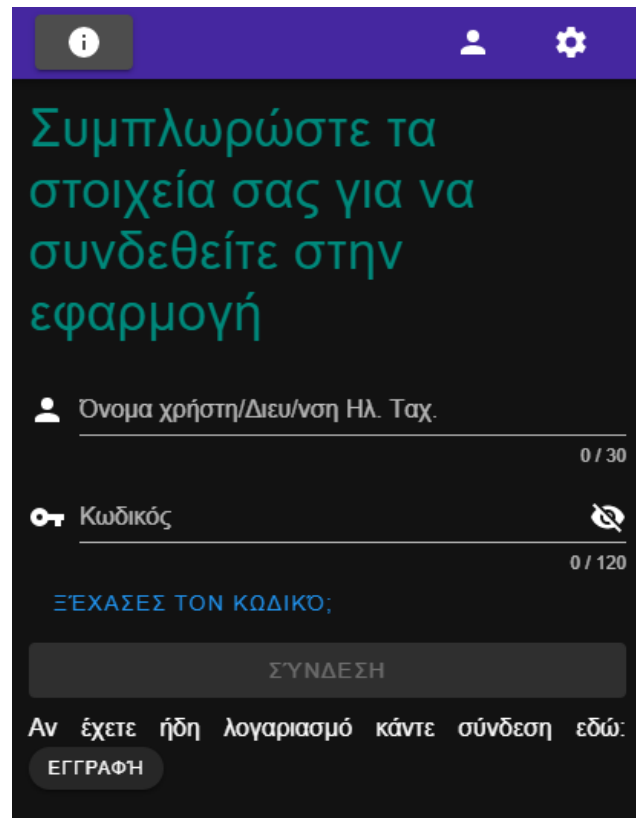 Συμπλωρώστε τα
στοιχεία σας για να
συνδεθείτε στην
εφαρμογή
Όνομα χρήστη/Διευ/νση Ηλ. Ταχ.
0 / 30
Κωδικός
0 / 120
ΞΈΧΑΣΕΣ ΤΟΝ ΚΩΔΙΚΌ;
ΣΎΝΔΕΣΗ
Αν έχετε ήδη λογαριασμό κάντε σύνδεση εδώ:
ΕΓΓΡΑΦΉ